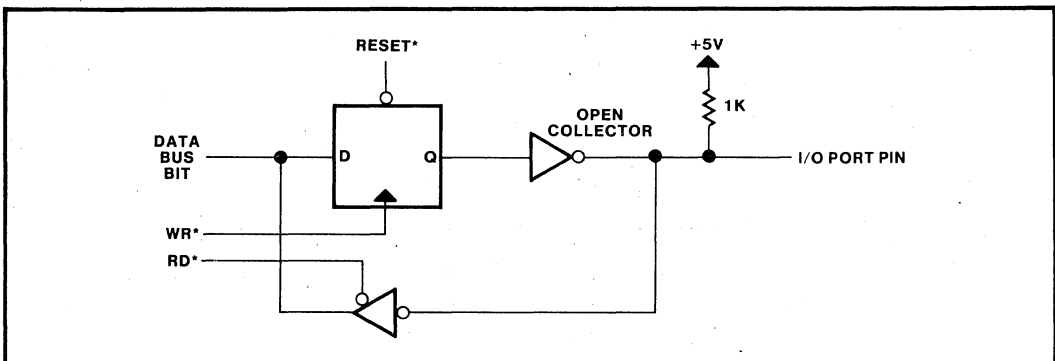 RESET*
+5V
1K
OPEN
COLLECTOR
DATA
BUS
BIT
D
Q
I/O PORT PIN
WR*
RD*